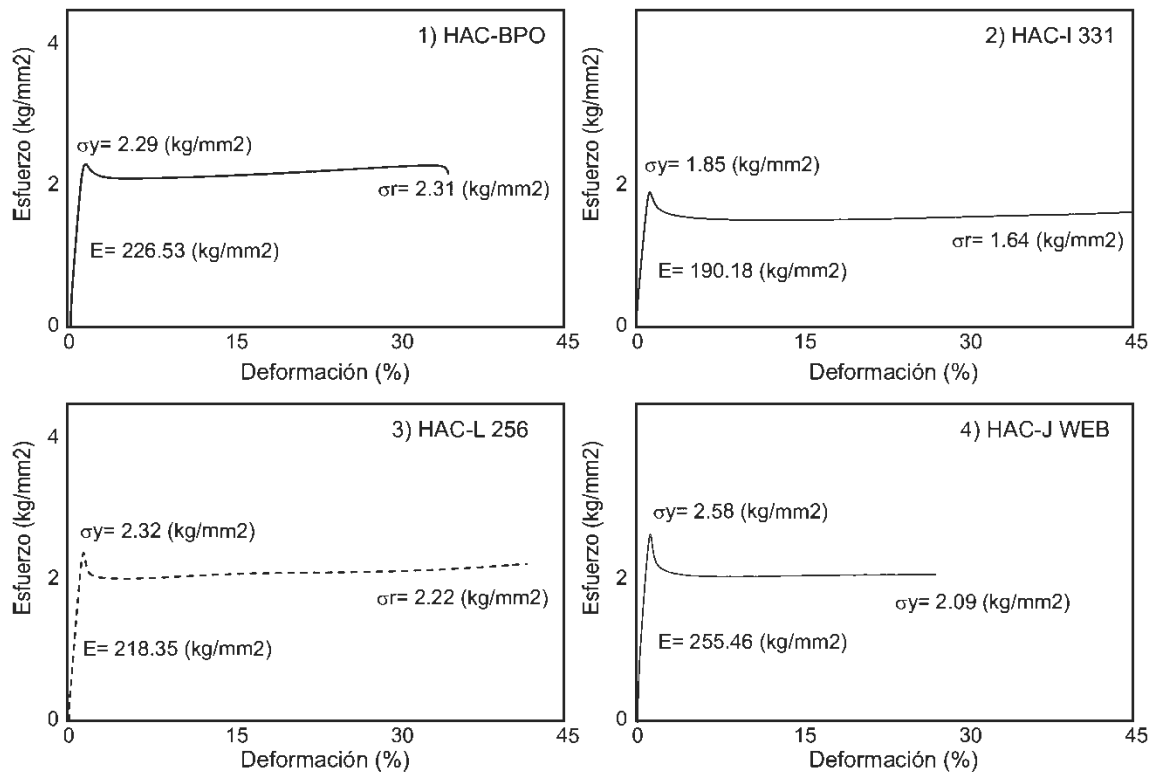 1) HAC-BPO
Esfuerzo (kg/mm2)
4
2
0
σy= 2.29 (kg/mm2)
σr= 2.31 (kg/mm2)
E= 226.53 (kg/mm2)
0 15 30 45
Deformación (%)
2) HAC-I 331
Esfuerzo (kg/mm2)
4
2
0
σy= 1.85 (kg/mm2)
σr= 1.64 (kg/mm2)
E= 190.18 (kg/mm2)
0 15 30 45
Deformación (%)
3) HAC-L 256
Esfuerzo (kg/mm2)
4
2
0
σy= 2.32 (kg/mm2)
σr= 2.22 (kg/mm2)
E= 218.35 (kg/mm2)
0 15 30 45
Deformación (%)
4) HAC-J WEB
Esfuerzo (kg/mm2)
4
2
0
σy= 2.58 (kg/mm2)
σy= 2.09 (kg/mm2)
E= 255.46 (kg/mm2)
0 15 30 45
Deformación (%)